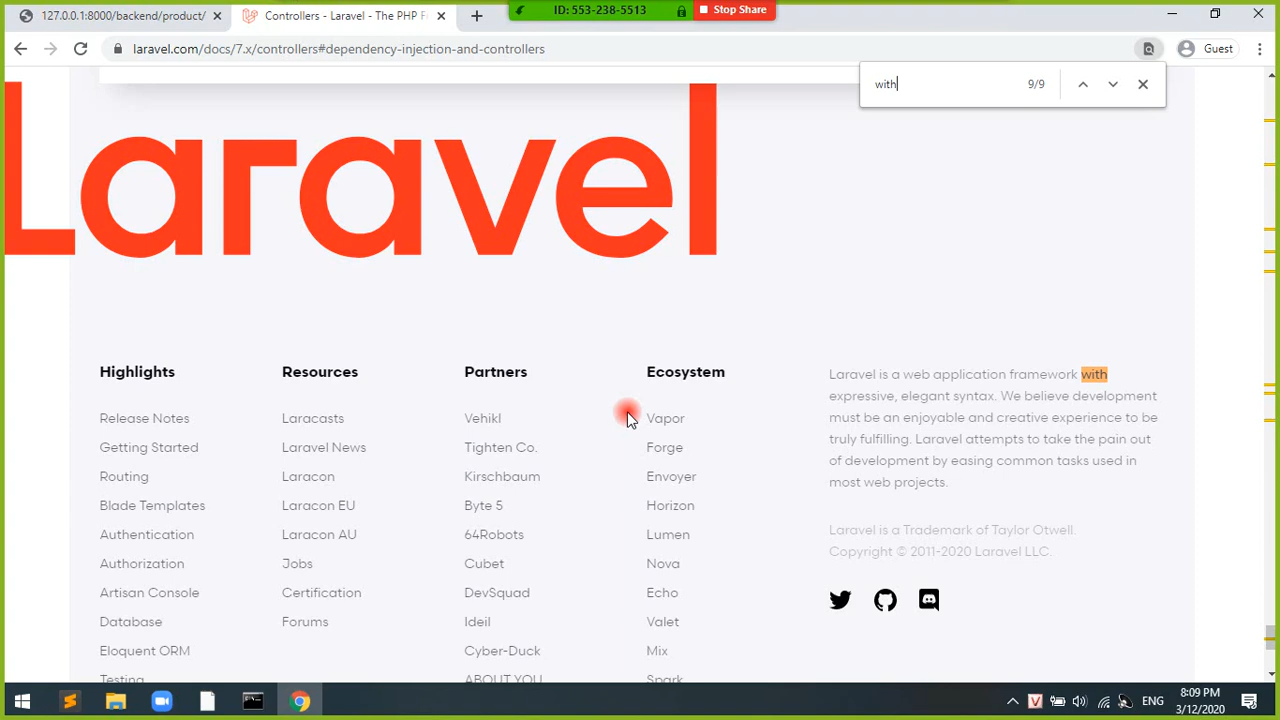 127.0.0.1:8000/backend/product/
Controllers - Laravel - The PHP F
ID: 553-238-5513
Stop Share
laravel.com/docs/7.x/controllers#dependency-injection-and-controllers
Guest
with
9/9
Laravel
Highlights
Release Notes
Getting Started
Routing
Blade Templates
Authentication
Authorization
Artisan Console
Database
Eloquent ORM
Testing
Resources
Laracasts
Laravel News
Laracon
Laracon EU
Laracon AU
Jobs
Certification
Forums
Partners
Vehikl
Tighten Co.
Kirschbaum
Byte 5
64Robots
Cubet
DevSquad
Ideil
Cyber-Duck
ABOUT YOU
Ecosystem
Vapor
Forge
Envoyer
Horizon
Lumen
Nova
Echo
Valet
Mix
Spark
Laravel is a web application framework with
expressive, elegant syntax. We believe development
must be an enjoyable and creative experience to be
truly fulfilling. Laravel attempts to take the pain out
of development by easing common tasks used in
most web projects.
Laravel is a Trademark of Taylor Otwell.
Copyright © 2011-2020 Laravel LLC.
ENG
8:09 PM
3/12/2020